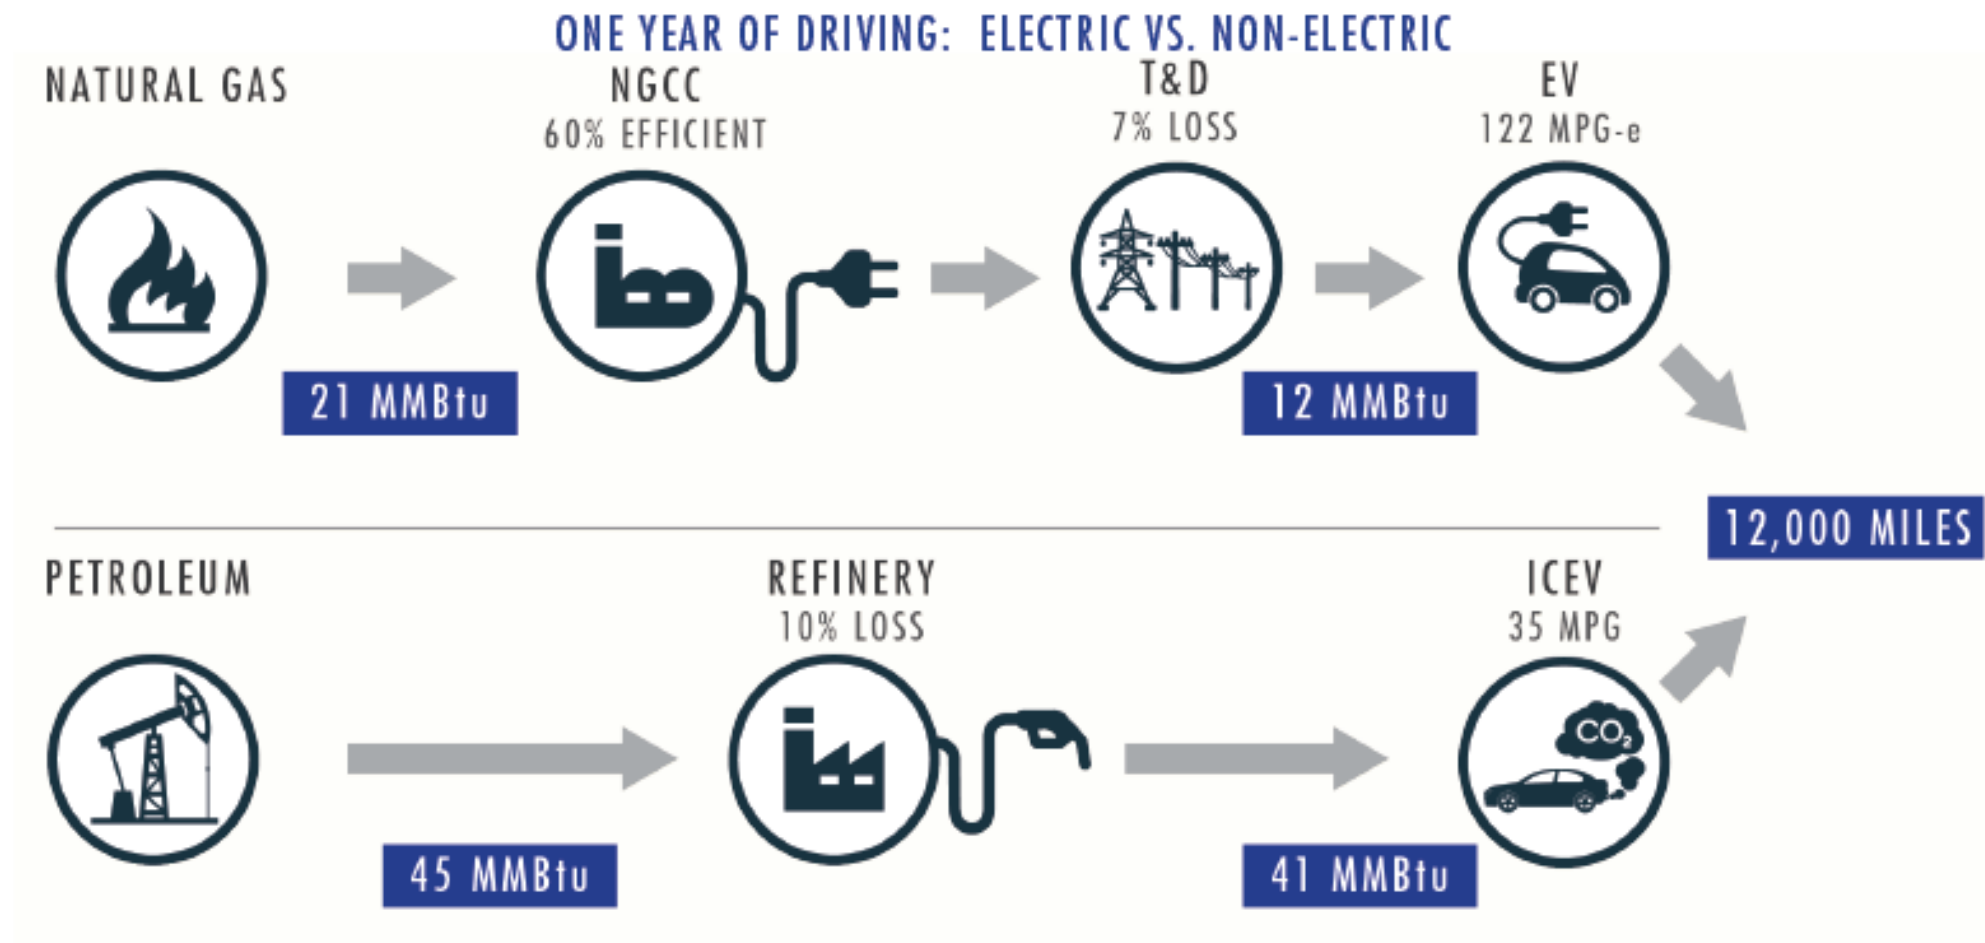 ONE YEAR OF DRIVING: ELECTRIC VS. NON-ELECTRIC
NATURAL GAS
NGCC
60% EFFICIENT
T&D
7% LOSS
EV
122 MPG-e
21 MMBtu
12 MMBtu
12,000 MILES
PETROLEUM
REFINERY
10% LOSS
ICEV
35 MPG
CO₂
45 MMBtu
41 MMBtu